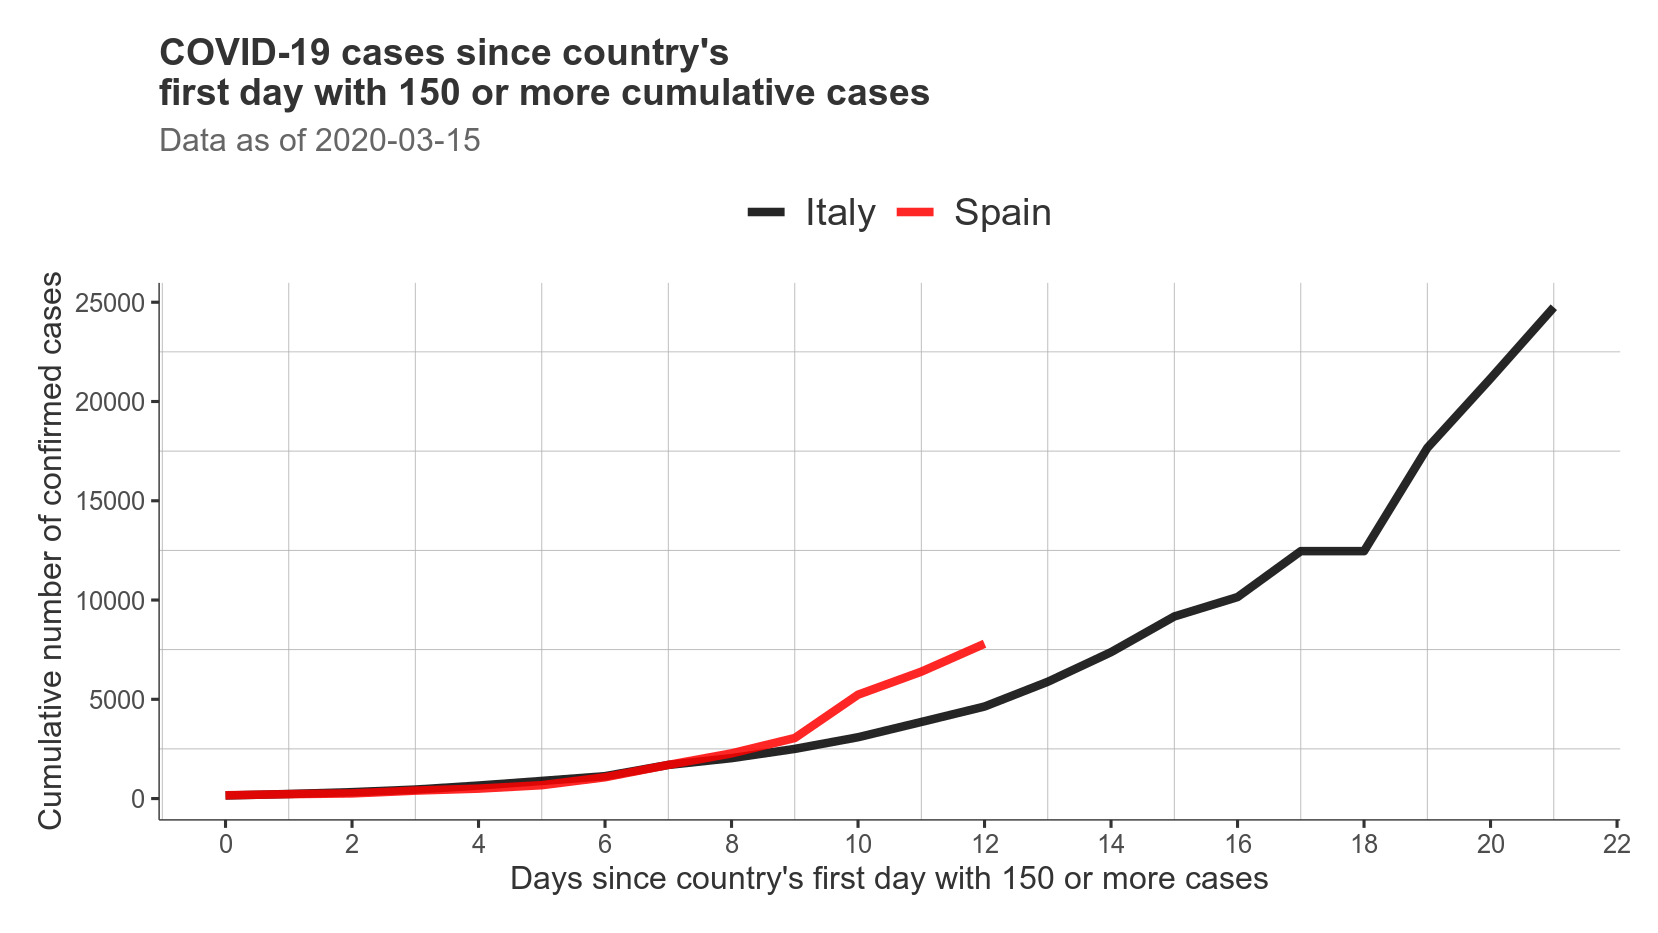 COVID-19 cases since country's
first day with 150 or more cumulative cases
Data as of 2020-03-15
Italy Spain
Cumulative number of confirmed cases
25000
20000
15000
10000
5000
0
0 2 4 6 8 10 12 14 16 18 20 22
Days since country's first day with 150 or more cases